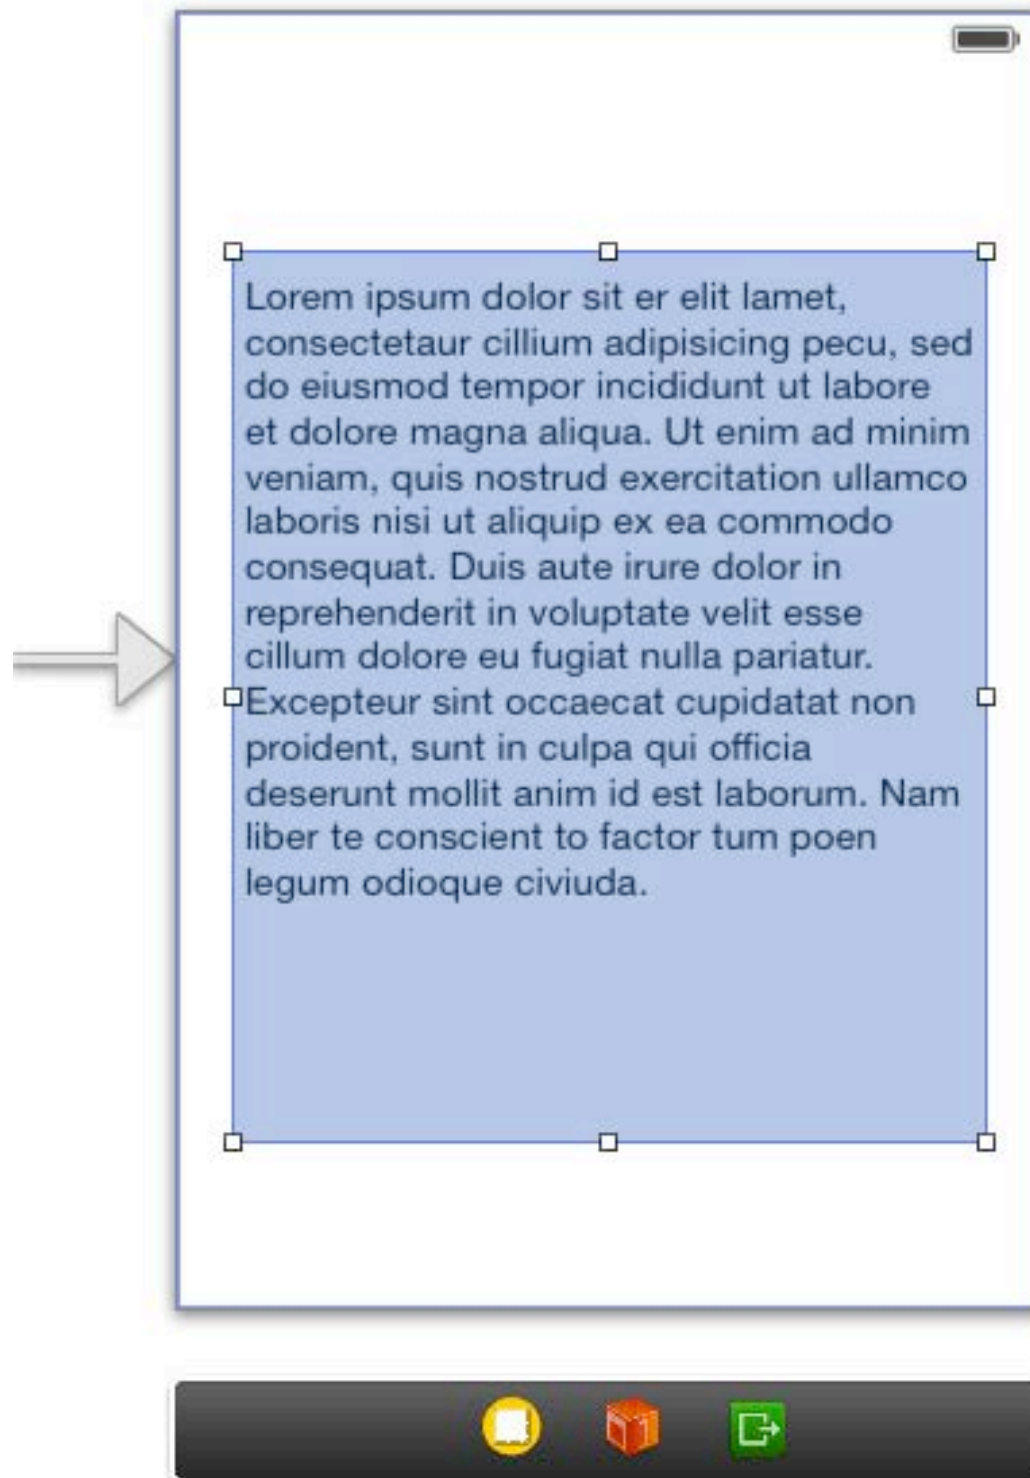 Lorem ipsum dolor sit er elit lamet,
consectetaur cillium adipisicing pecu, sed
do eiusmod tempor incididunt ut labore
et dolore magna aliqua. Ut enim ad minim
veniam, quis nostrud exercitation ullamco
laboris nisi ut aliquip ex ea commodo
consequat. Duis aute irure dolor in
reprehenderit in voluptate velit esse
cillum dolore eu fugiat nulla pariatur.
Excepteur sint occaecat cupidatat non
proident, sunt in culpa qui officia
deserunt mollit anim id est laborum. Nam
liber te conscient to factor tum poen
legum odioque civiuda.